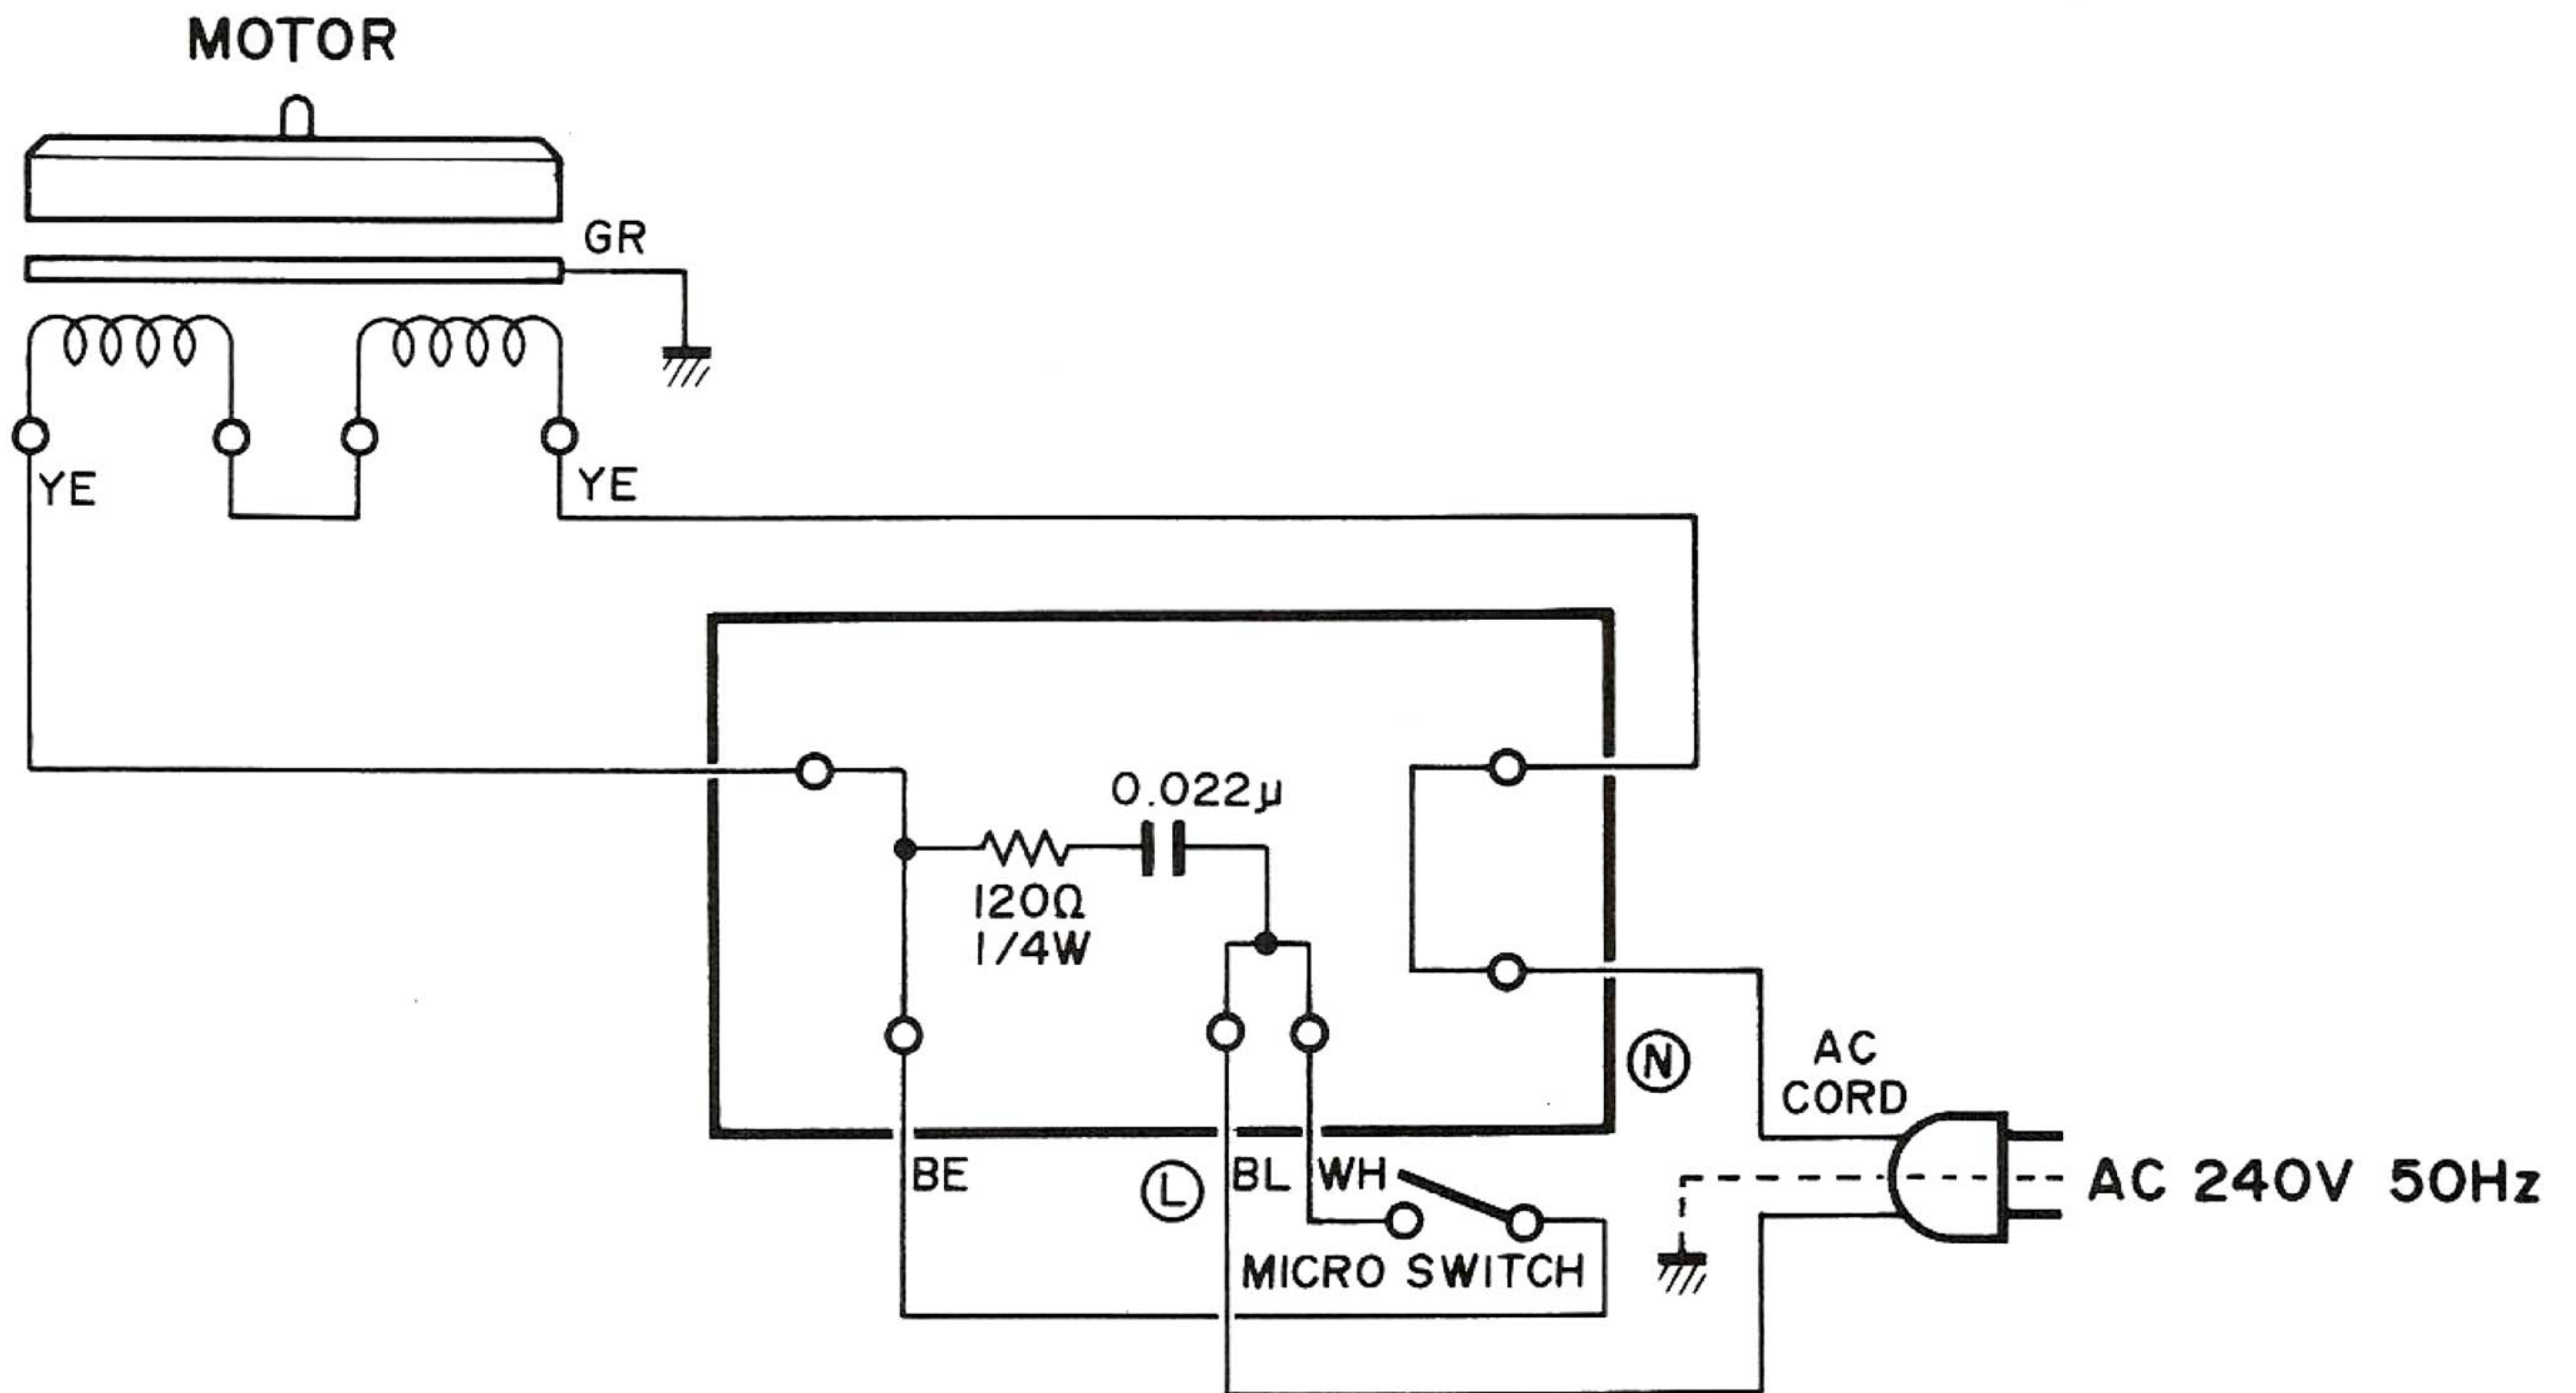 MOTOR
GR
YE
YE
0.022µ
120Ω
1/4W
N
AC
CORD
BE
L
BL
WH
AC 240V 50Hz
MICRO SWITCH